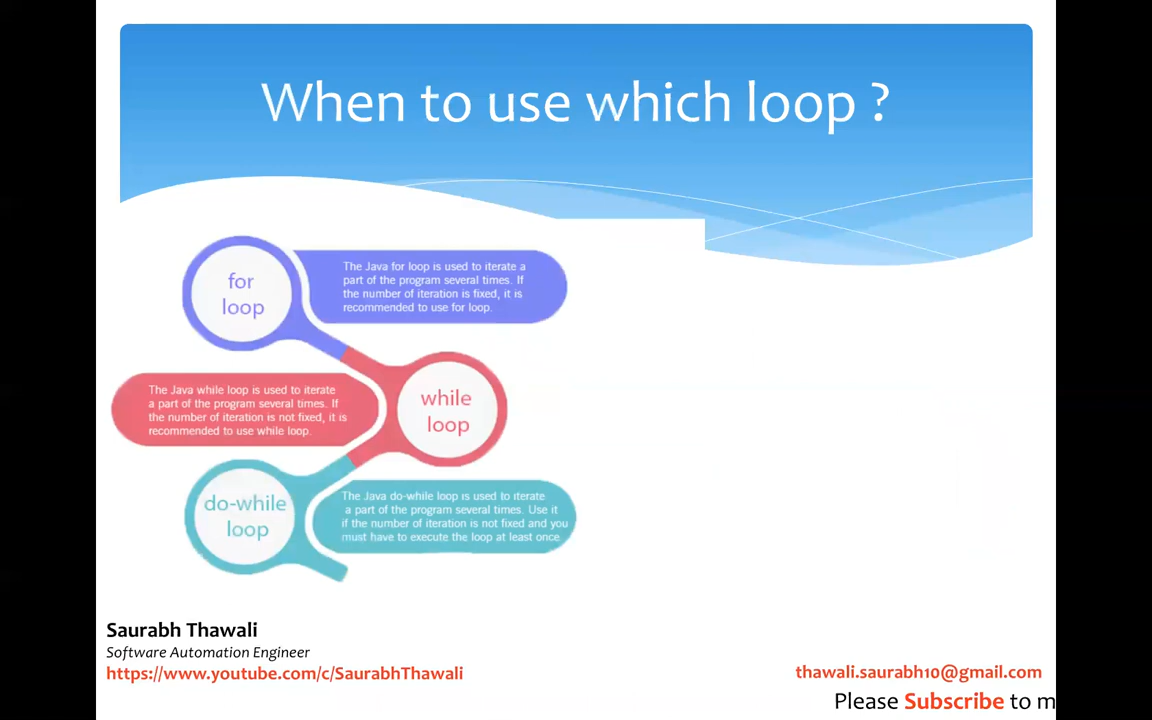 When to use which loop ?
for
loop
The Java for loop is used to iterate a
part of the program several times. If
the number of iteration is fixed, it is
recommended to use for loop.
The Java while loop is used to iterate
a part of the program several times. If
the number of iteration is not fixed, it is
recommended to use while loop.
while
loop
do-while
loop
The Java do-while loop is used to iterate
a part of the program several times. Use it
if the number of iteration is not fixed and you
must have to execute the loop at least once.
Saurabh Thawali
Software Automation Engineer
https://www.youtube.com/c/SaurabhThawali
thawali.saurabh10@gmail.com
Please Subscribe to m